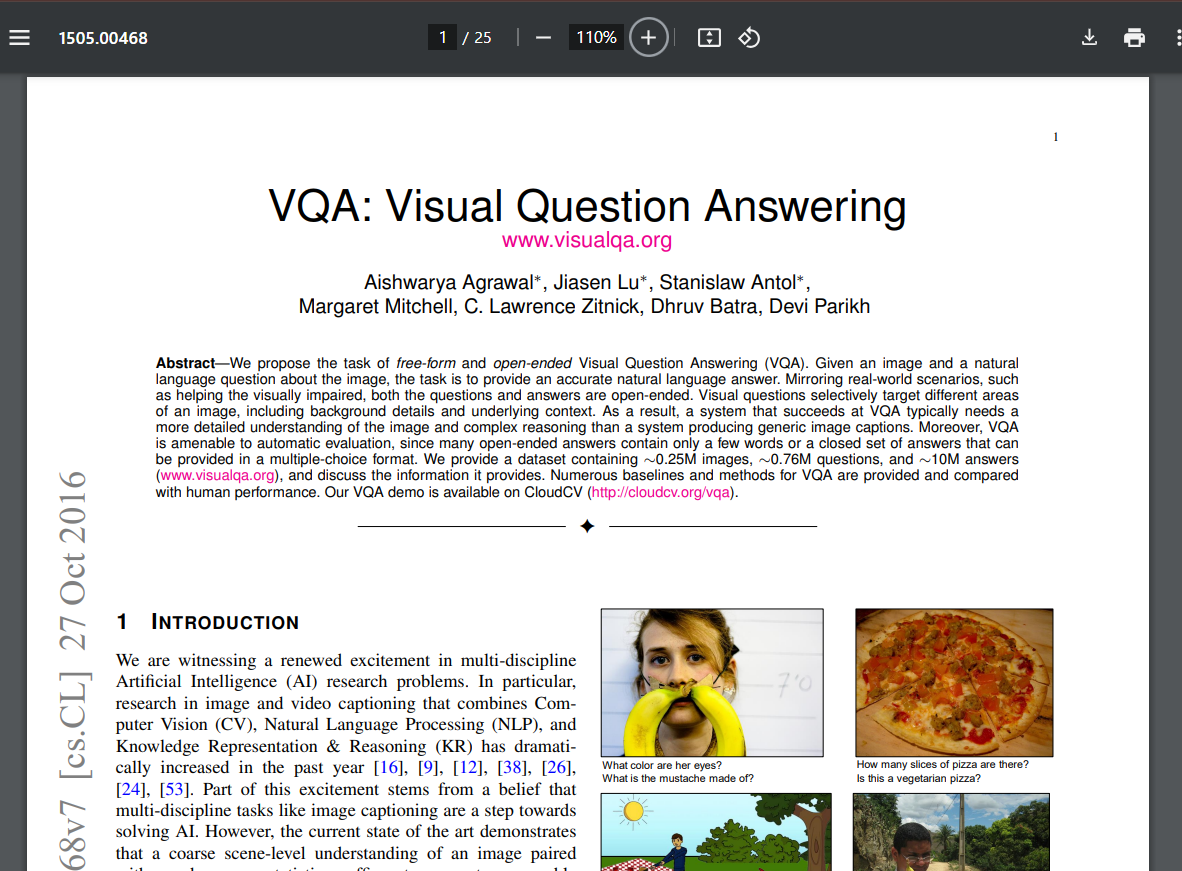 1505.00468
1 / 25
110%
1
VQA: Visual Question Answering
www.visualqa.org
Aishwarya Agrawal∗, Jiasen Lu∗, Stanislaw Antol∗,
Margaret Mitchell, C. Lawrence Zitnick, Dhruv Batra, Devi Parikh
Abstract—We propose the task of free-form and open-ended Visual Question Answering (VQA). Given an image and a natural
language question about the image, the task is to provide an accurate natural language answer. Mirroring real-world scenarios, such
as helping the visually impaired, both the questions and answers are open-ended. Visual questions selectively target different areas
of an image, including background details and underlying context. As a result, a system that succeeds at VQA typically needs a
more detailed understanding of the image and complex reasoning than a system producing generic image captions. Moreover, VQA
is amenable to automatic evaluation, since many open-ended answers contain only a few words or a closed set of answers that can
be provided in a multiple-choice format. We provide a dataset containing ∼0.25M images, ∼0.76M questions, and ∼10M answers
(www.visualqa.org), and discuss the information it provides. Numerous baselines and methods for VQA are provided and compared
with human performance. Our VQA demo is available on CloudCV (http://cloudcv.org/vqa).
68v7 [cs.CL] 27 Oct 2016
1 INTRODUCTION
We are witnessing a renewed excitement in multi-discipline
Artificial Intelligence (AI) research problems. In particular,
research in image and video captioning that combines Com-
puter Vision (CV), Natural Language Processing (NLP), and
Knowledge Representation & Reasoning (KR) has dramati-
cally increased in the past year [16], [9], [12], [38], [26],
[24], [53]. Part of this excitement stems from a belief that
multi-discipline tasks like image captioning are a step towards
solving AI. However, the current state of the art demonstrates
that a coarse scene-level understanding of an image paired
7'0
What color are her eyes?
What is the mustache made of?
How many slices of pizza are there?
Is this a vegetarian pizza?